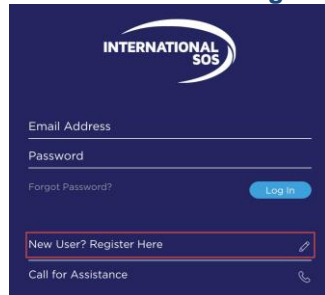 INTERNATIONAL
SOS
Email Address
Password
Forgot Password?
Log In
New User? Register Here
Call for Assistance